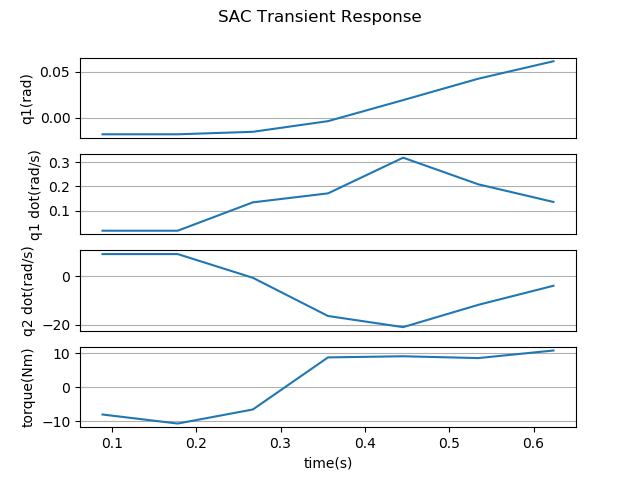 SAC Transient Response
q1(rad)
0.05
0.00
q1 dot(rad/s)
0.3
0.2
0.1
q2 dot(rad/s)
0
−20
torque(Nm)
10
0
−10
0.1 0.2 0.3 0.4 0.5 0.6
time(s)